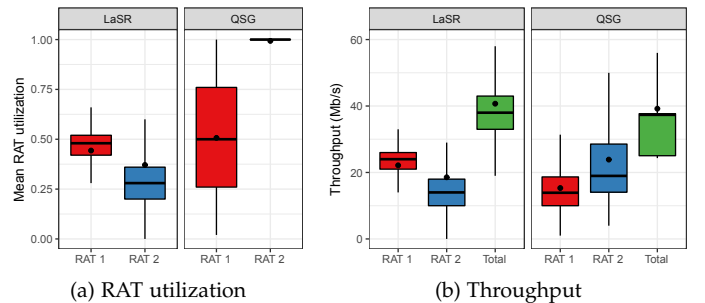 LaSR
QSG
Mean RAT utilization
1.00
0.75
0.50
0.25
0.00
RAT 1
RAT 2
RAT 1
RAT 2
(a) RAT utilization
LaSR
QSG
Throughput (Mb/s)
60
40
20
0
RAT 1
RAT 2
Total
RAT 1
RAT 2
Total
(b) Throughput